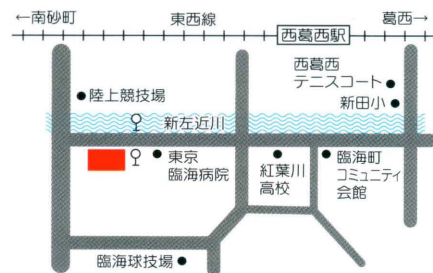 ←南砂町
東西線
葛西→
西葛西駅
西葛西
テニスコート
新田小
陸上競技場
新左近川
東京
臨海病院
紅葉川
高校
臨海町
コミュニティ
会館
臨海球技場